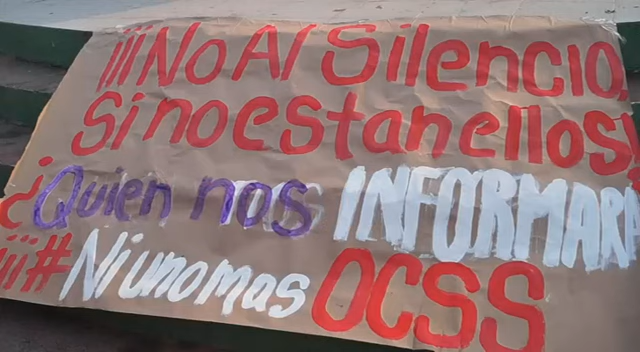 ¡¡¡No Al Silencio,
Si no estan ellos!
¿Quien nos INFORMARA
¡¡¡#Ni uno mas OCSS